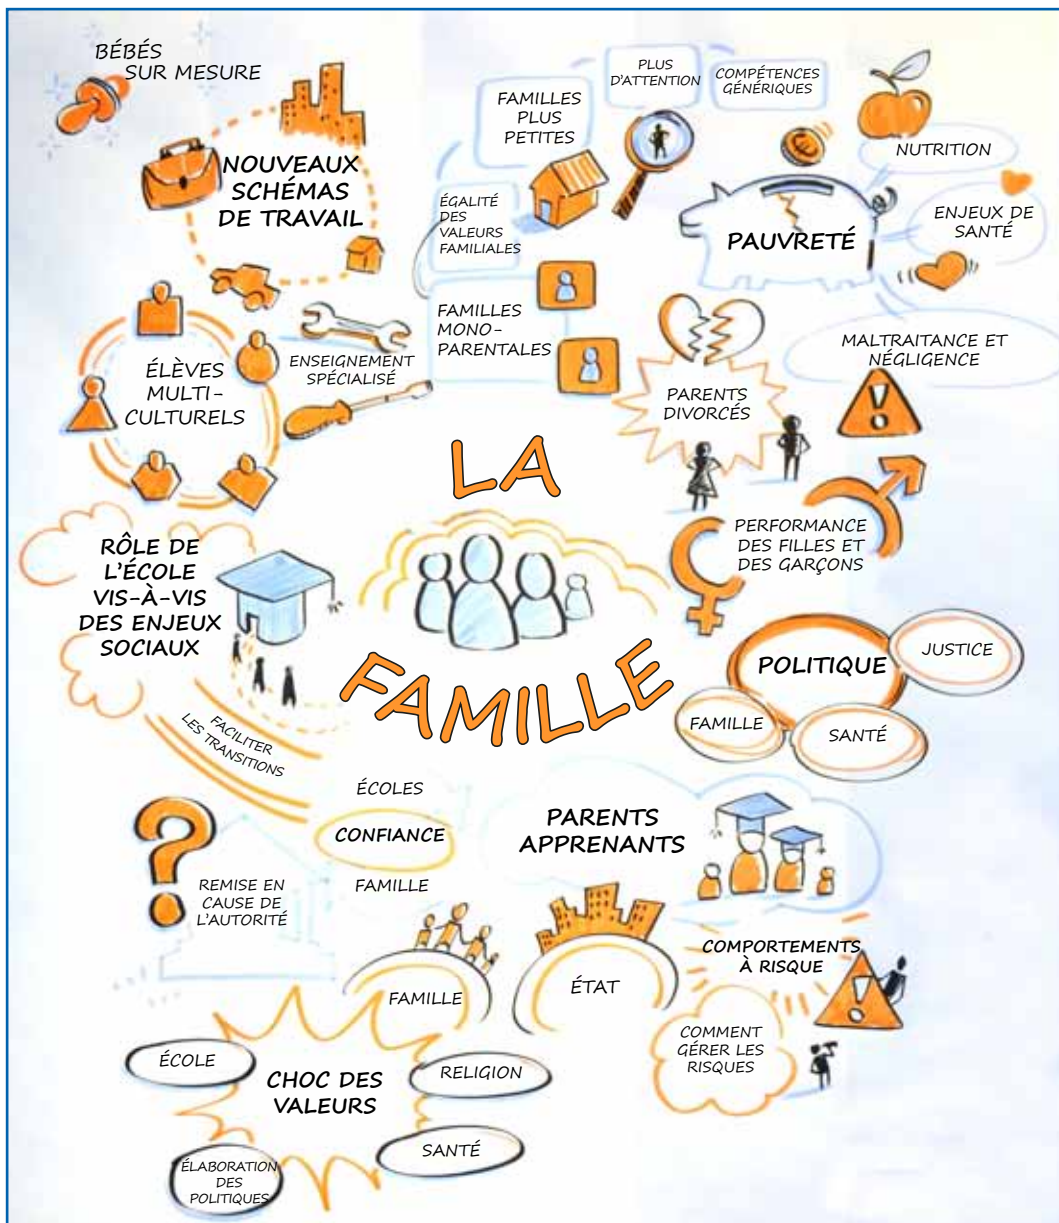 BÉBÉS
SUR MESURE
NOUVEAUX
SCHÉMAS
DE TRAVAIL
FAMILLES
PLUS
PETITES
PLUS
D'ATTENTION
COMPÉTENCES
GÉNÉRIQUES
ÉGALITÉ
DES
VALEURS
FAMILIALES
FAMILLES
MONO-
PARENTALES
PAUVRETÉ
NUTRITION
ENJEUX DE
SANTÉ
MALTRAITANCE ET
NÉGLIGENCE
ÉLÈVES
MULTI-
CULTURELS
ENSEIGNEMENT
SPÉCIALISÉ
PARENTS
DIVORCÉS
LA
FAMILLE
PERFORMANCE
DES FILLES ET
DES GARÇONS
RÔLE DE
L'ÉCOLE
VIS-À-VIS
DES ENJEUX
SOCIAUX
FACILITER
LES TRANSITIONS
POLITIQUE
JUSTICE
FAMILLE
SANTÉ
ÉCOLES
CONFIANCE
FAMILLE
PARENTS
APPRENANTS
REMISE EN
CAUSE DE
L'AUTORITÉ
FAMILLE
ÉTAT
COMPORTEMENTS
À RISQUE
COMMENT
GÉRER LES
RISQUES
CHOC DES
VALEURS
ÉCOLE
RELIGION
SANTÉ
ÉLABORATION
DES
POLITIQUES